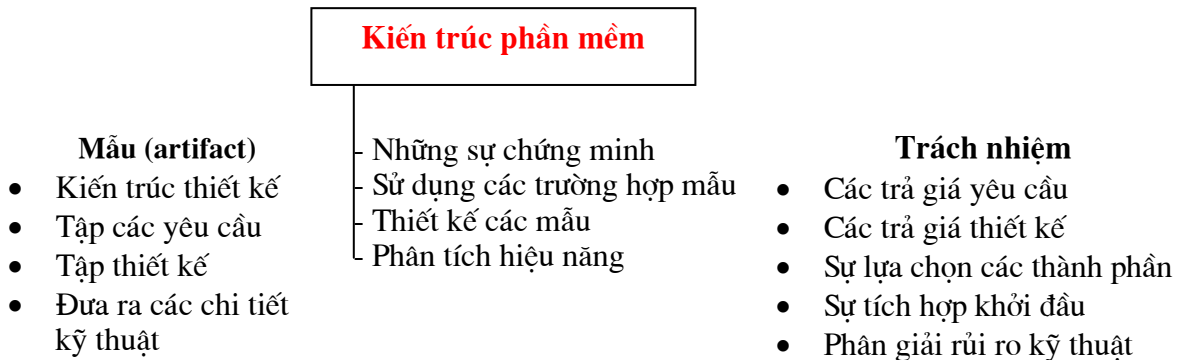 Kiến trúc phần mềm
Mẫu (artifact)
• Kiến trúc thiết kế
• Tập các yêu cầu
• Tập thiết kế
• Đưa ra các chi tiết
kỹ thuật
- Những sự chứng minh
- Sử dụng các trường hợp mẫu
- Thiết kế các mẫu
- Phân tích hiệu năng
Trách nhiệm
• Các trả giá yêu cầu
• Các trả giá thiết kế
• Sự lựa chọn các thành phần
• Sự tích hợp khởi đầu
• Phân giải rủi ro kỹ thuật